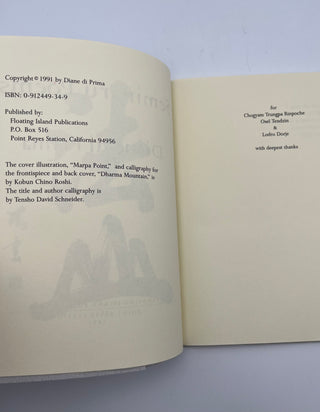 Copyright © 1991 by Diane di Prima
ISBN: 0-912449-34-9
Published by:
Floating Island Publications
P.O. Box 516
Point Reyes Station, California 94956
The cover illustration, "Marpa Point," and calligraphy for
the frontispiece and back cover, "Dharma Mountain," is
by Kobun Chino Roshi.
The title and author calligraphy is
by Tensho David Schneider.
for
Chogyam Trungpa Rinpoche
Osel Tendzin
&
Lodro Dorje
with deepest thanks